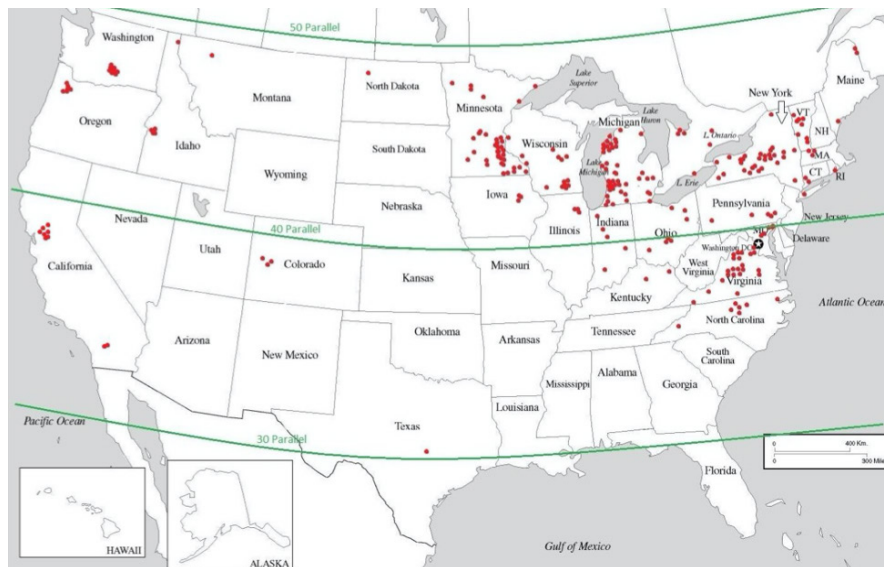 50 Parallel
Washington
Lake
Superior
Maine
Montana
North Dakota
Minnesota
New York
VT
Michigan
Lake
Huron
Oregon
L. Ontario
NH
Idaho
Wisconsin
South Dakota
MA
Lake
Michigan
CT
RI
Wyoming
L. Erie
Iowa
Pennsylvania
Nevada
Nebraska
New Jersey
40 Parallel
Illinois
Indiana
Ohio
Delaware
Utah
Washington DC
California
Colorado
West
Virginia
Virginia
Kansas
Missouri
Kentucky
Atlantic Ocean
North Carolina
Oklahoma
Tennessee
Arizona
New Mexico
Arkansas
South
Carolina
Mississippi
Alabama
Georgia
Louisiana
Pacific Ocean
Texas
30 Parallel
0 400 Km.
0 300 Mile
Florida
HAWAII
ALASKA
Gulf of Mexico